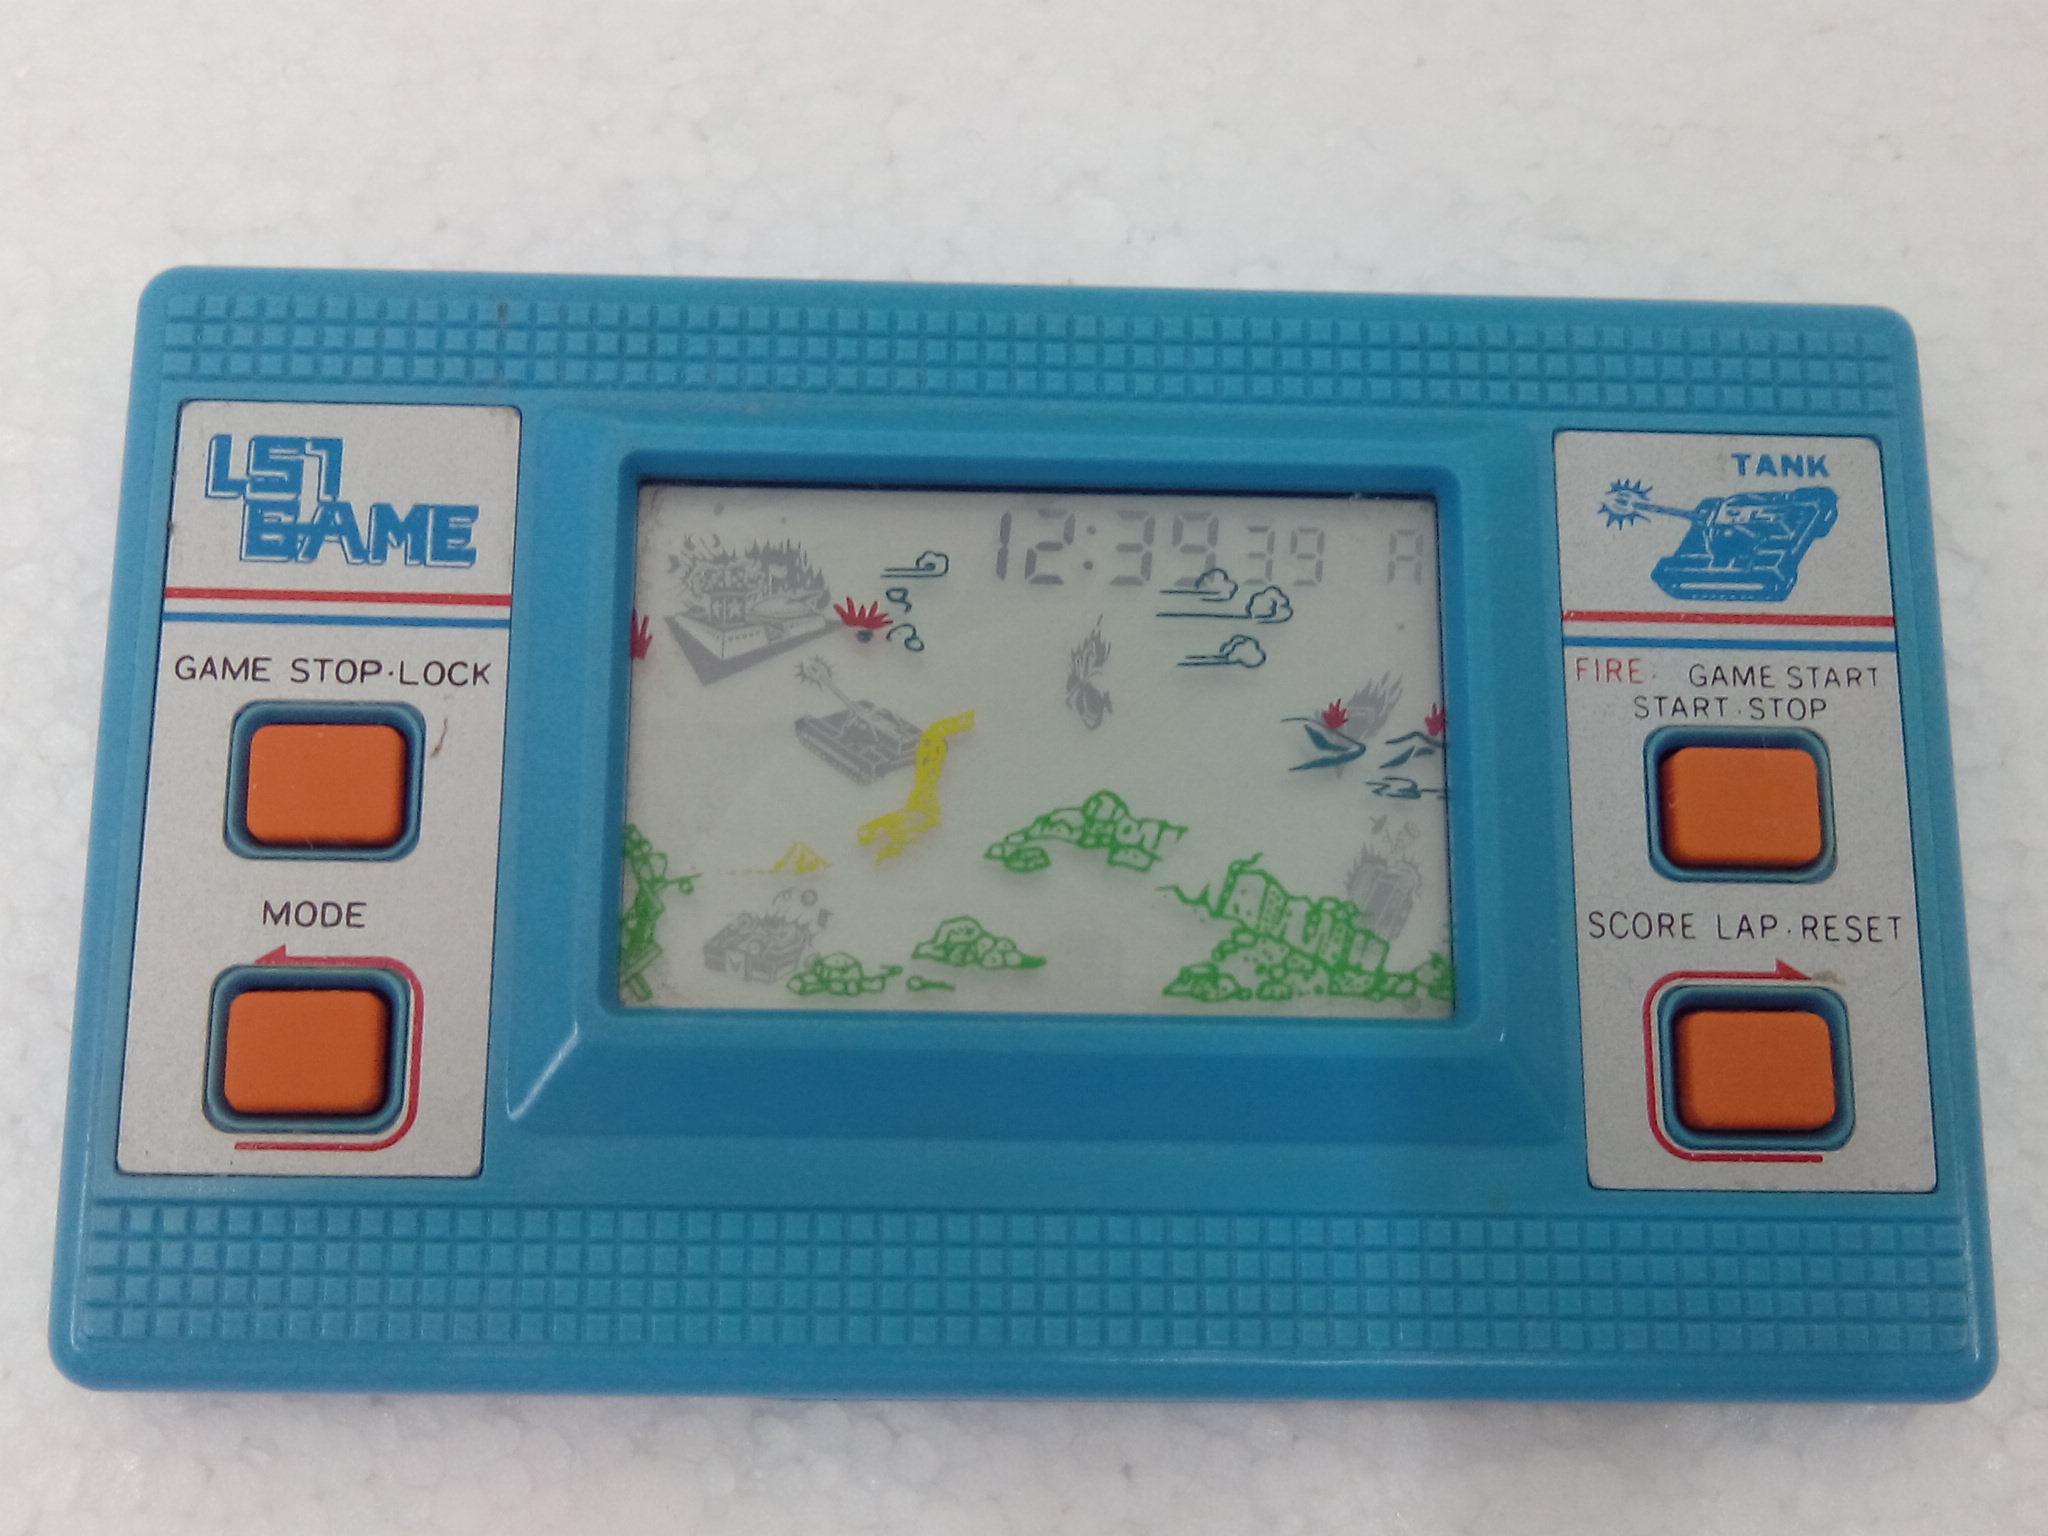 LSI
GAME
GAME STOP·LOCK
MODE
12:39 39 A
TANK
FIRE· GAME START
START·STOP
SCORE LAP·RESET